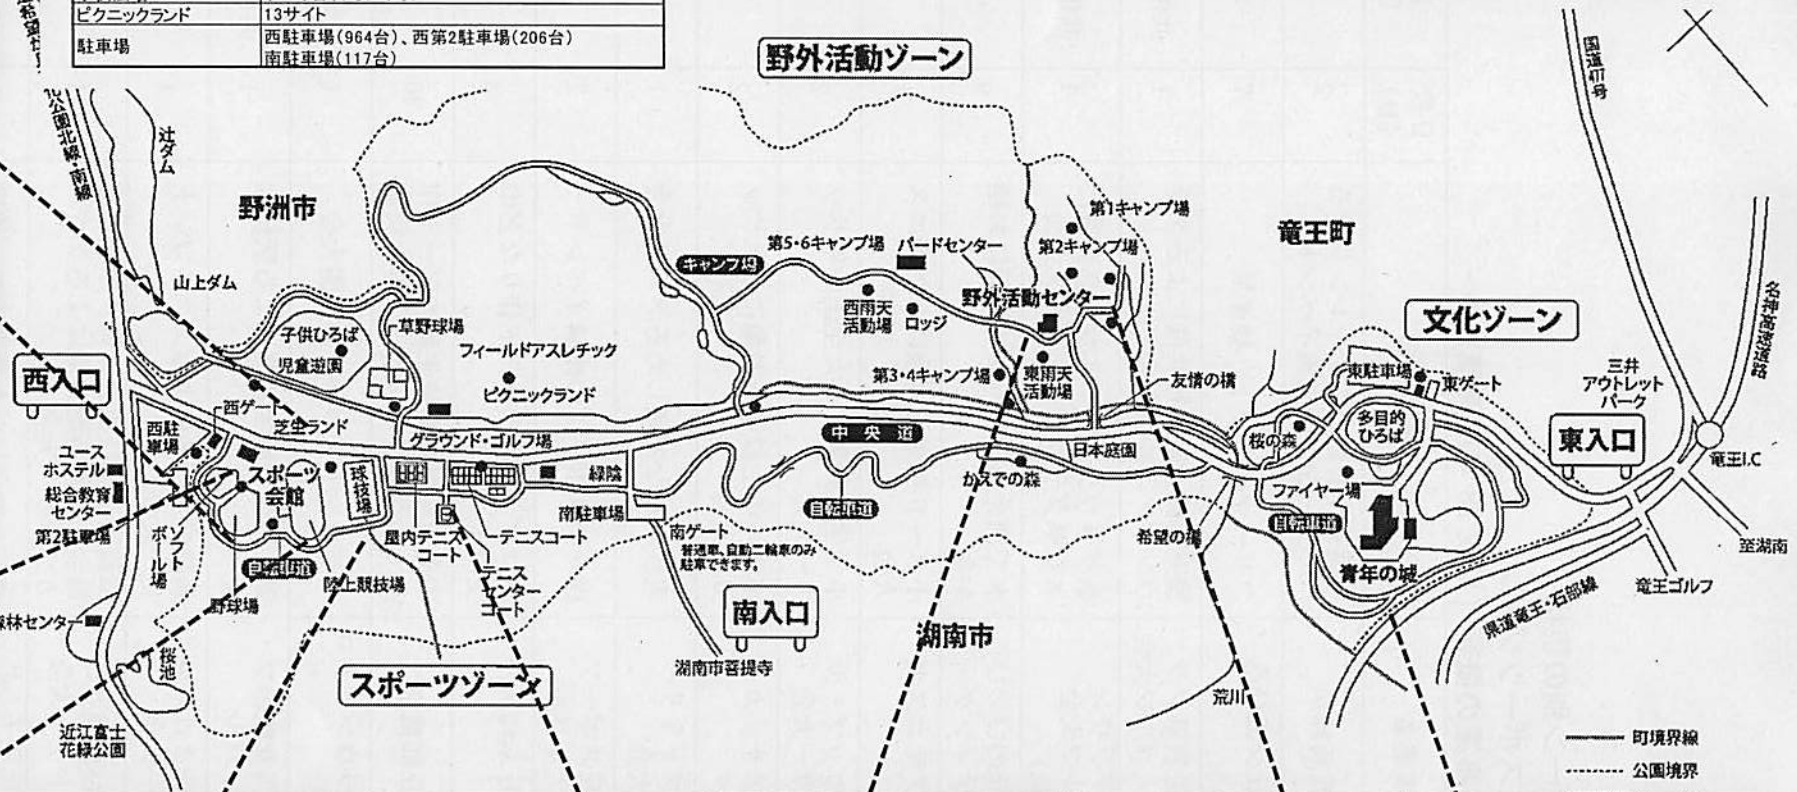 ピクニックランド
13サイト
駐車場
西駐車場(964台)、西第2駐車場(206台)
南駐車場(117台)
野外活動ゾーン
国道477号
公園北線・南線
辻ダム
野洲市
第1キャンプ場
竜王町
第5・6キャンプ場
バードセンター
第2キャンプ場
キャンプ場
名神高速道路
山上ダム
野外活動センター
西雨天
活動場
ロッジ
文化ゾーン
子供ひろば
児童遊園
草野球場
フィールドアスレチック
三井
アウトレット
パーク
西入口
ピクニックランド
第3・4キャンプ場
東雨天
活動場
友情の橋
東駐車場
東ゲート
西ゲート
芝生ランド
西駐
車場
グラウンド・ゴルフ場
中央道
日本庭園
桜の森
多目的
ひろば
東入口
竜王I.C
ユース
ホステル
総合教育
センター
第2駐車場
スポーツ
会館
球技場
緑陰
かえでの森
ファイヤー場
自転車道
南駐車場
自転車道
ソフト
ボール場
屋内テニス
コート
テニスコート
南ゲート
普通車、自動二輪車のみ
駐車できます。
希望の橋
至湖南
自転車道
陸上競技場
テニス
センター
コート
青年の城
竜王ゴルフ
野球場
南入口
県道竜王・石部線
森林センター
湖南市
桜池
スポーツゾーン
湖南市菩提寺
荒川
近江富士
花緑公園
町境界線
公園境界